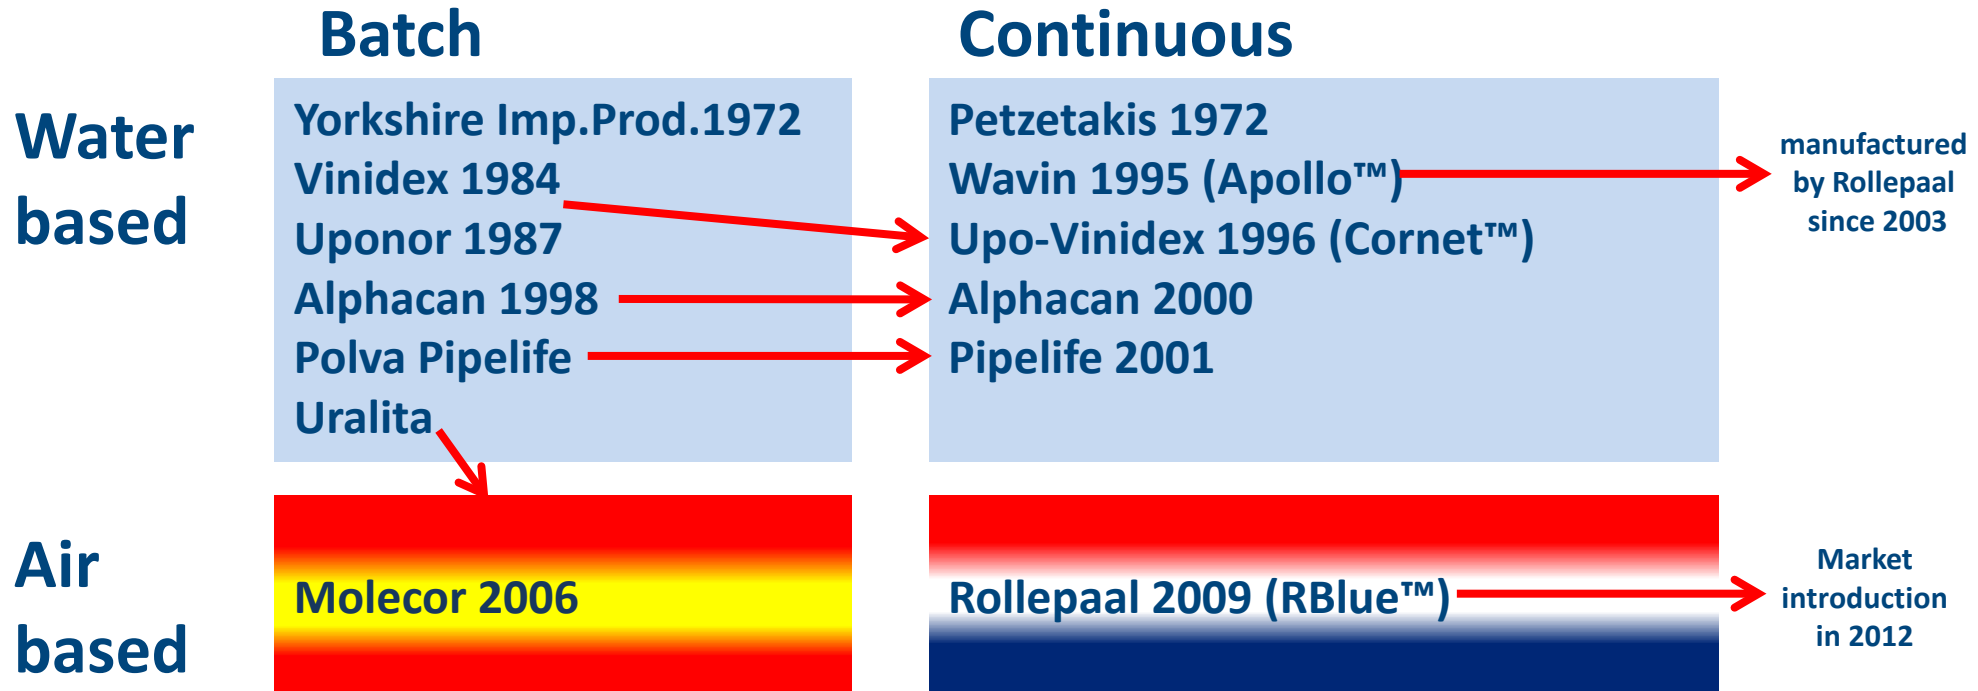 Batch
Continuous
Water
based
Yorkshire Imp.Prod.1972
Vinidex 1984
Uponor 1987
Alphacan 1998
Polva Pipelife
Uralita
Petzetakis 1972
Wavin 1995 (Apollo™)
Upo-Vinidex 1996 (Cornet™)
Alphacan 2000
Pipelife 2001
manufactured
by Rollepaal
since 2003
Air
based
Molecor 2006
Rollepaal 2009 (RBlue™)
Market
introduction
in 2012